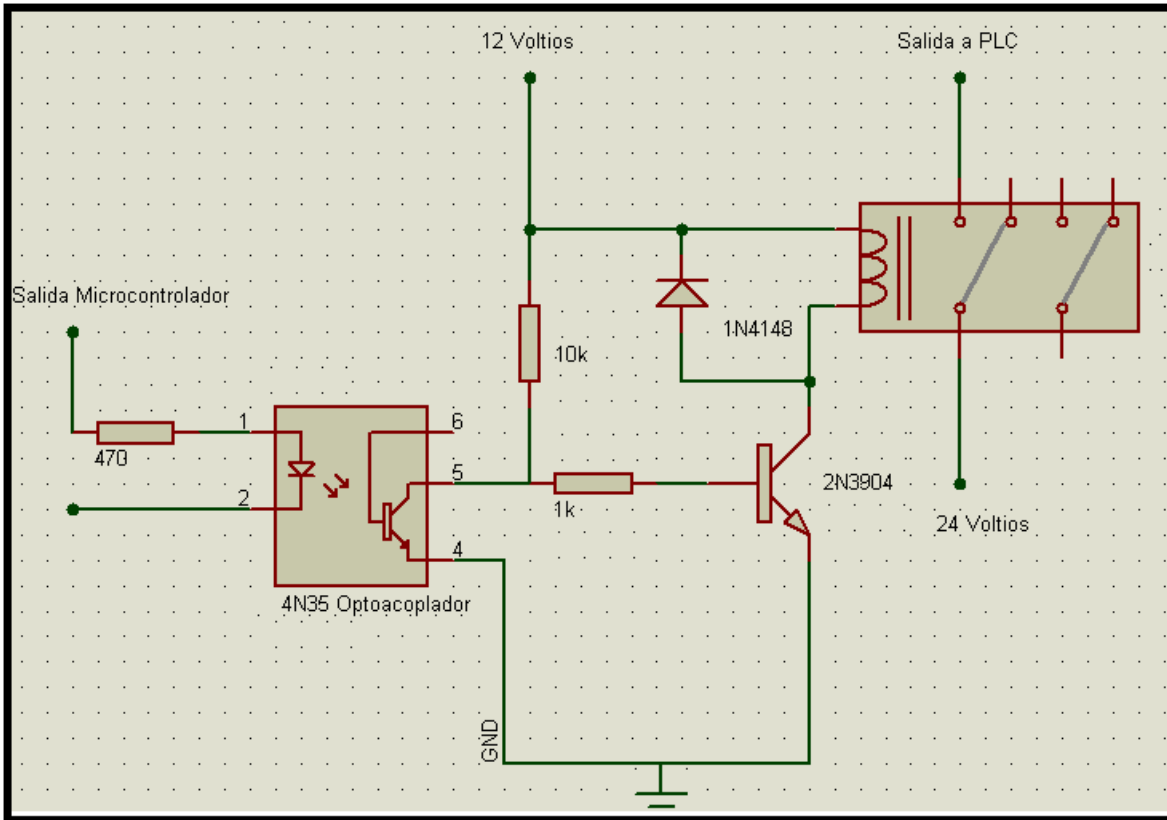 12 Voltios
Salida a PLC
Salida Microcontrolador
10k
1N4148
470
1
2
6
5
4
1k
2N3904
24 Voltios
4N35 Optoacoplador
GND